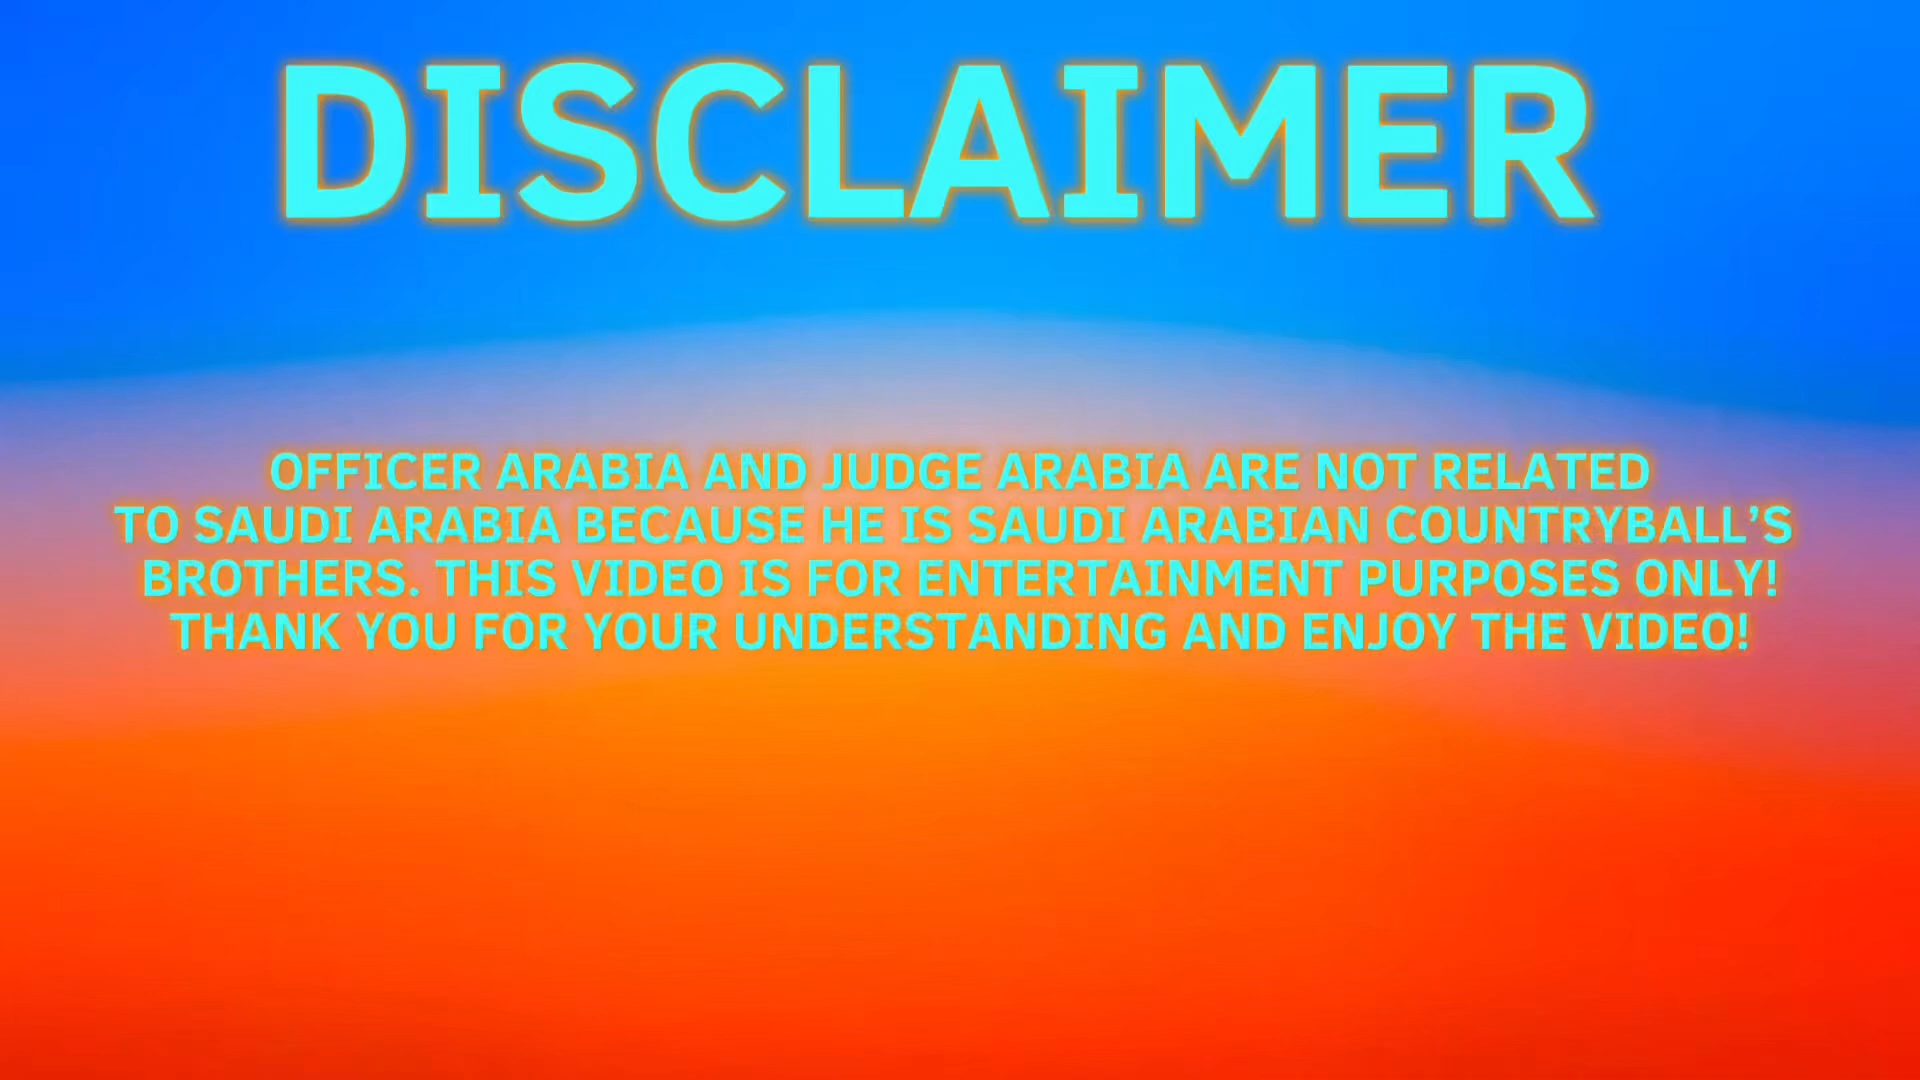 DISCLAIMER
OFFICER ARABIA AND JUDGE ARABIA ARE NOT RELATED
TO SAUDI ARABIA BECAUSE HE IS SAUDI ARABIAN COUNTRYBALL’S
BROTHERS. THIS VIDEO IS FOR ENTERTAINMENT PURPOSES ONLY!
THANK YOU FOR YOUR UNDERSTANDING AND ENJOY THE VIDEO!